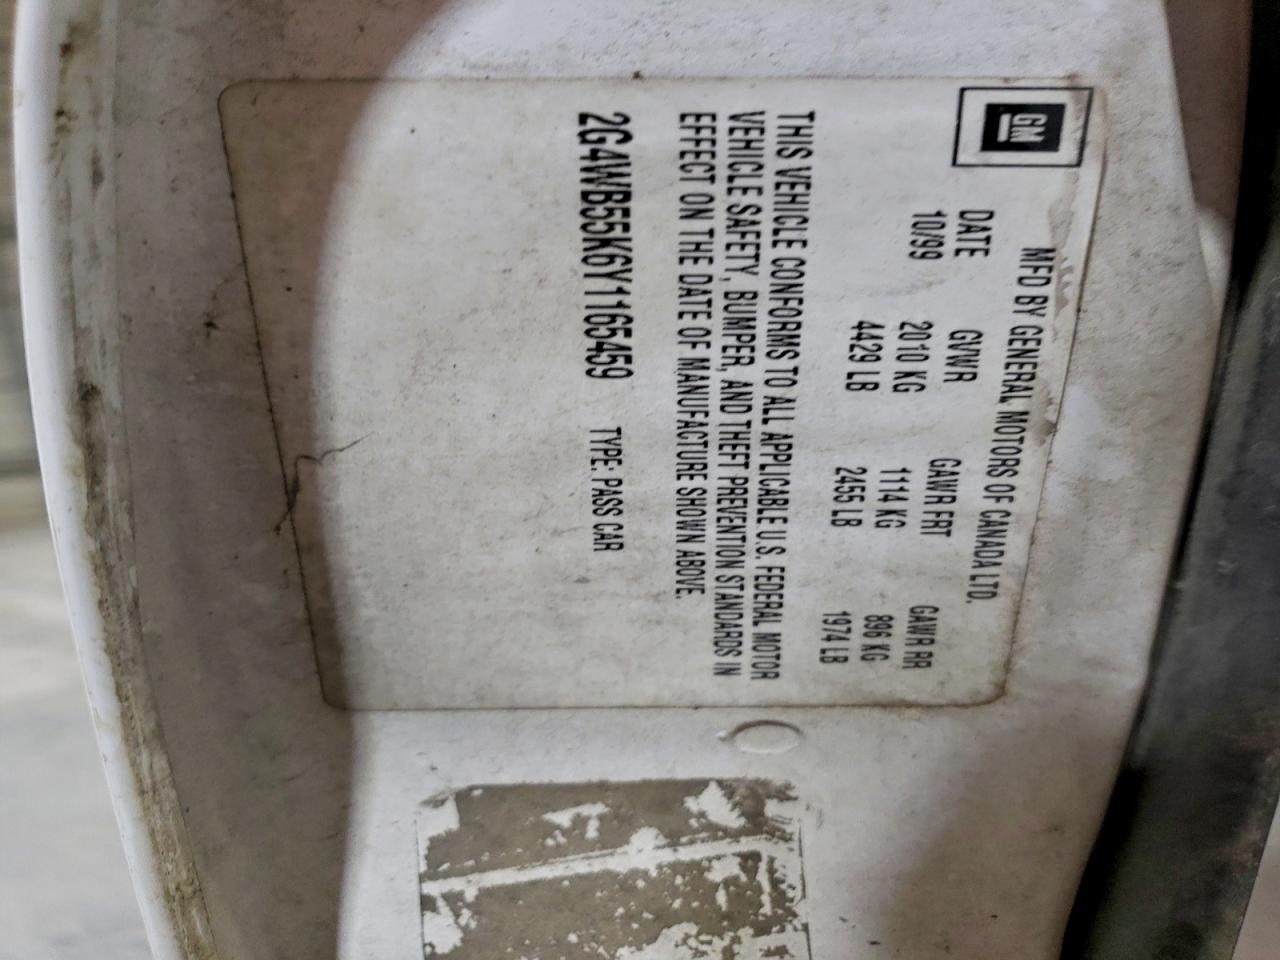 GM
MFD BY GENERAL MOTORS OF CANADA LTD.
DATE GVWR GAWR FRT GAWR RR
10/99 2010 KG 1114 KG 896 KG
4429 LB 2455 LB 1974 LB
THIS VEHICLE CONFORMS TO ALL APPLICABLE U.S. FEDERAL MOTOR
VEHICLE SAFETY, BUMPER, AND THEFT PREVENTION STANDARDS IN
EFFECT ON THE DATE OF MANUFACTURE SHOWN ABOVE.
2G4WB55K6Y1165459 TYPE: PASS CAR